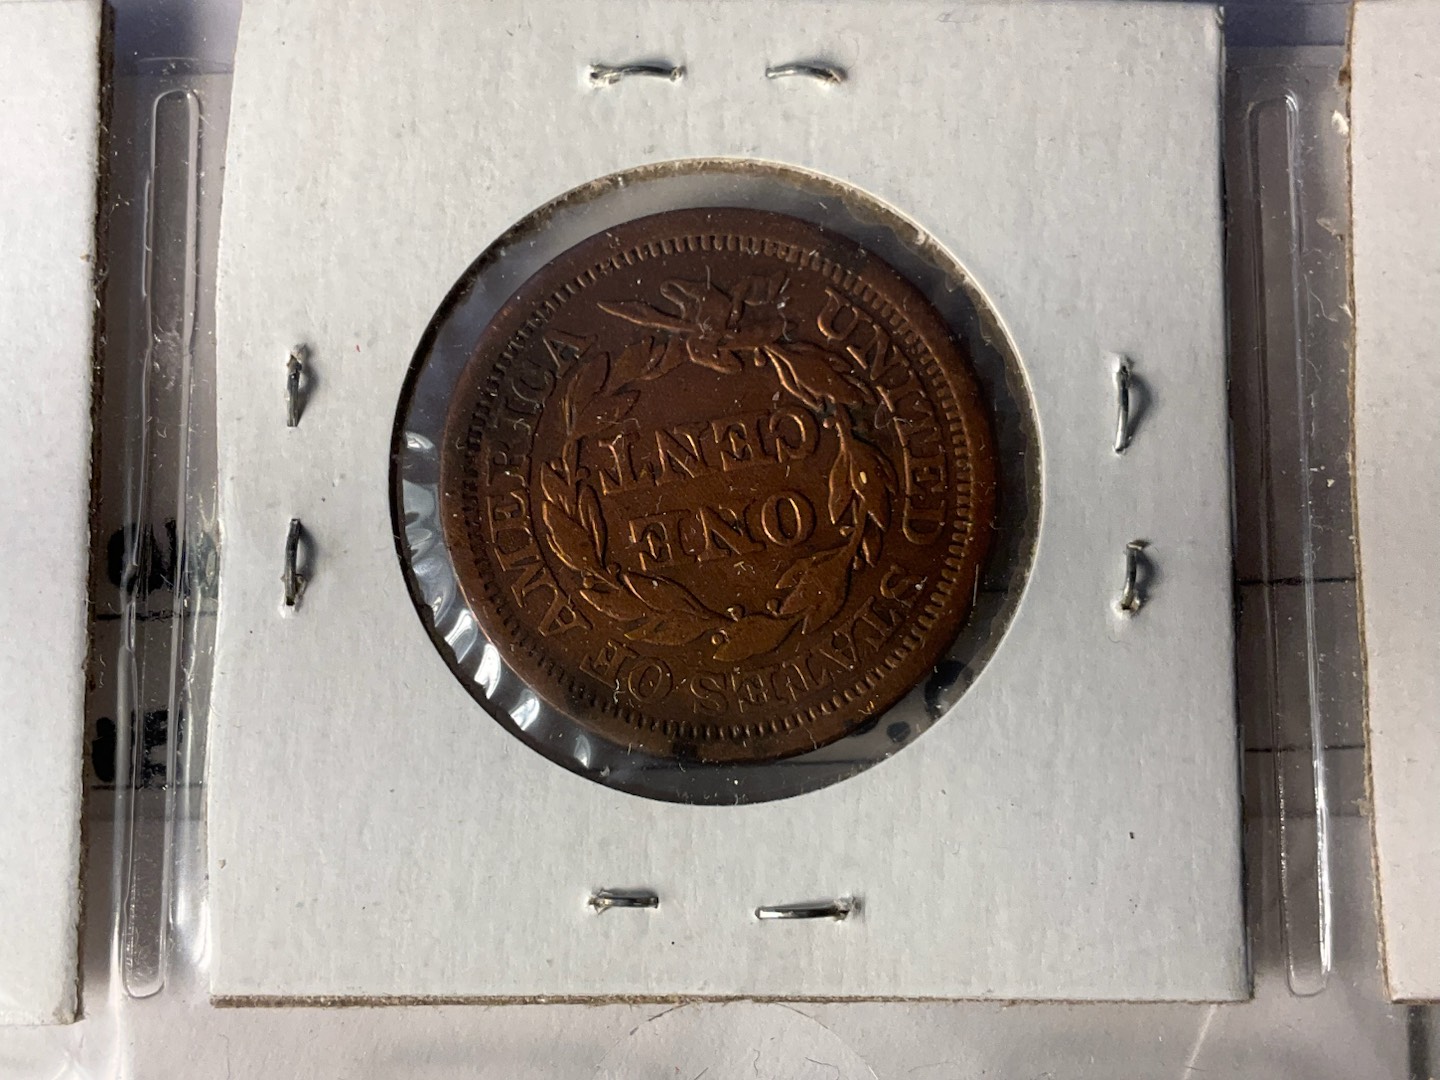 UNITED STATES OF AMERICA
ONE
CENT